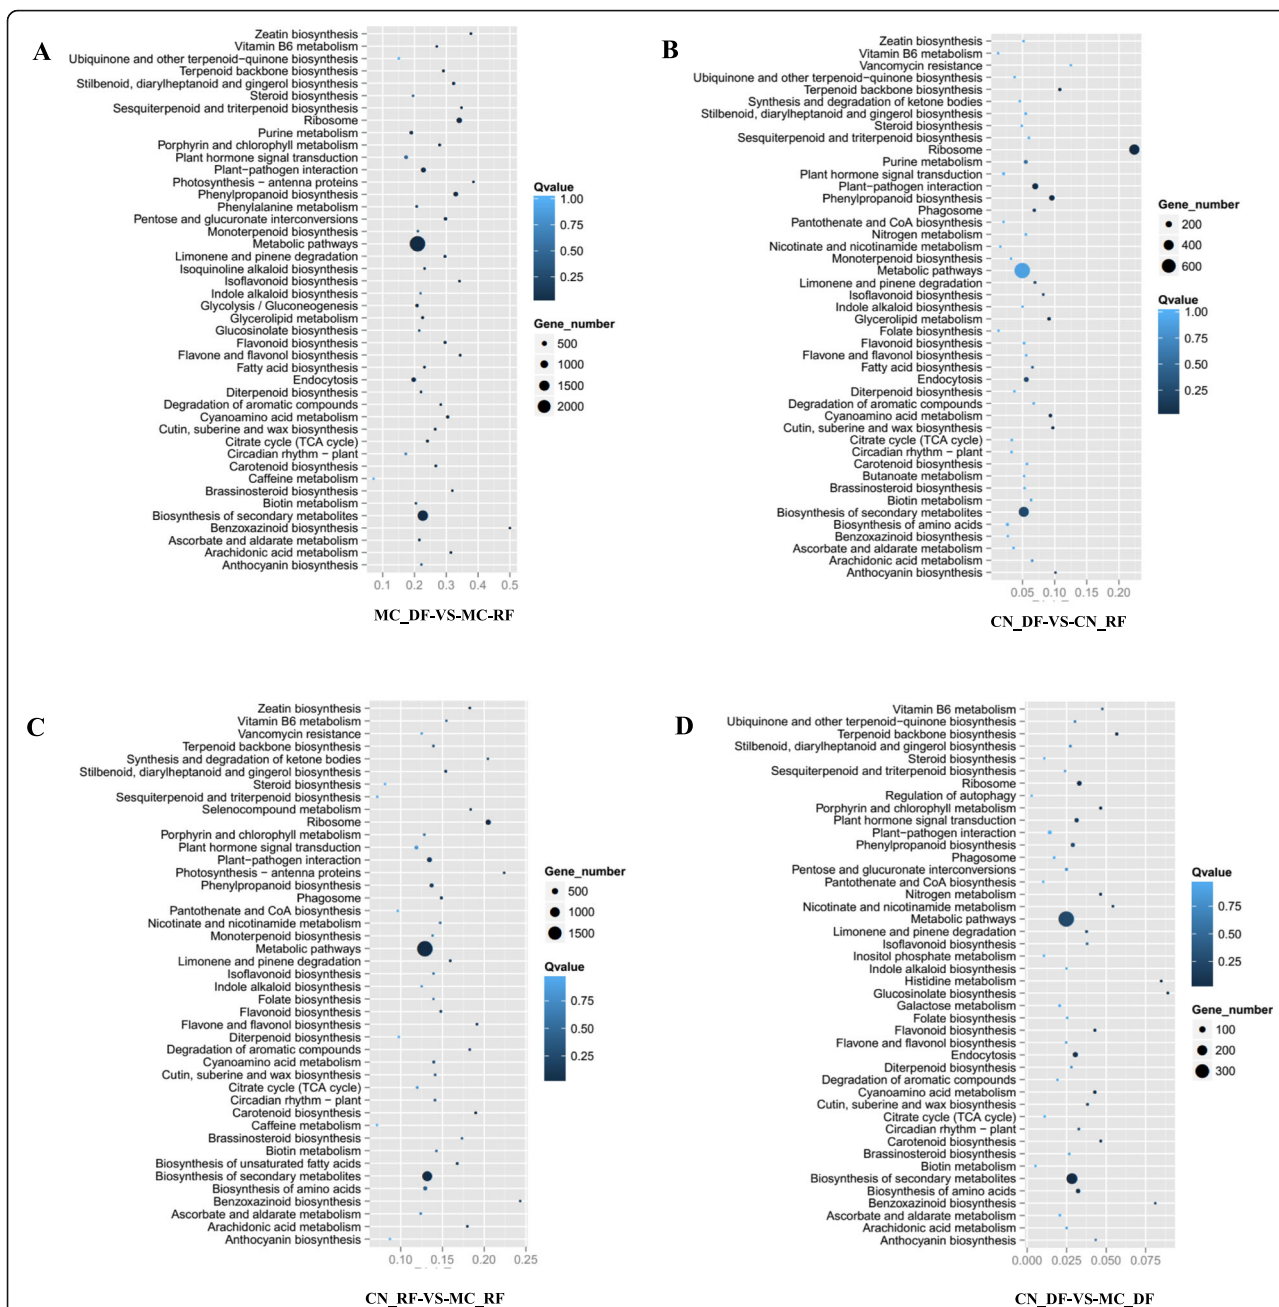 A
Zeatin biosynthesis
Vitamin B6 metabolism
Ubiquinone and other terpenoid−quinone biosynthesis
Terpenoid backbone biosynthesis
Stilbenoid, diarylheptanoid and gingerol biosynthesis
Steroid biosynthesis
Sesquiterpenoid and triterpenoid biosynthesis
Ribosome
Purine metabolism
Porphyrin and chlorophyll metabolism
Plant hormone signal transduction
Plant−pathogen interaction
Photosynthesis − antenna proteins
Phenylpropanoid biosynthesis
Phenylalanine metabolism
Pentose and glucuronate interconversions
Monoterpenoid biosynthesis
Metabolic pathways
Limonene and pinene degradation
Isoquinoline alkaloid biosynthesis
Isoflavonoid biosynthesis
Indole alkaloid biosynthesis
Glycolysis / Gluconeogenesis
Glycerolipid metabolism
Glucosinolate biosynthesis
Flavonoid biosynthesis
Flavone and flavonol biosynthesis
Fatty acid biosynthesis
Endocytosis
Diterpenoid biosynthesis
Degradation of aromatic compounds
Cyanoamino acid metabolism
Cutin, suberine and wax biosynthesis
Citrate cycle (TCA cycle)
Circadian rhythm − plant
Carotenoid biosynthesis
Caffeine metabolism
Brassinosteroid biosynthesis
Biotin metabolism
Biosynthesis of secondary metabolites
Benzoxazinoid biosynthesis
Ascorbate and aldarate metabolism
Arachidonic acid metabolism
Anthocyanin biosynthesis
0.1 0.2 0.3 0.4 0.5
MC_DF-VS-MC-RF
Qvalue
1.00
0.75
0.50
0.25
Gene_number
500
1000
1500
2000
B
Zeatin biosynthesis
Vitamin B6 metabolism
Vancomycin resistance
Ubiquinone and other terpenoid−quinone biosynthesis
Terpenoid backbone biosynthesis
Synthesis and degradation of ketone bodies
Stilbenoid, diarylheptanoid and gingerol biosynthesis
Steroid biosynthesis
Sesquiterpenoid and triterpenoid biosynthesis
Ribosome
Purine metabolism
Plant hormone signal transduction
Plant−pathogen interaction
Phenylpropanoid biosynthesis
Phagosome
Pantothenate and CoA biosynthesis
Nitrogen metabolism
Nicotinate and nicotinamide metabolism
Monoterpenoid biosynthesis
Metabolic pathways
Limonene and pinene degradation
Isoflavonoid biosynthesis
Indole alkaloid biosynthesis
Glycerolipid metabolism
Folate biosynthesis
Flavonoid biosynthesis
Flavone and flavonol biosynthesis
Fatty acid biosynthesis
Endocytosis
Diterpenoid biosynthesis
Degradation of aromatic compounds
Cyanoamino acid metabolism
Cutin, suberine and wax biosynthesis
Citrate cycle (TCA cycle)
Circadian rhythm − plant
Carotenoid biosynthesis
Butanoate metabolism
Brassinosteroid biosynthesis
Biotin metabolism
Biosynthesis of secondary metabolites
Biosynthesis of amino acids
Benzoxazinoid biosynthesis
Ascorbate and aldarate metabolism
Arachidonic acid metabolism
Anthocyanin biosynthesis
0.05 0.10 0.15 0.20
CN_DF-VS-CN_RF
Gene_number
200
400
600
Qvalue
1.00
0.75
0.50
0.25
C
Zeatin biosynthesis
Vitamin B6 metabolism
Vancomycin resistance
Terpenoid backbone biosynthesis
Synthesis and degradation of ketone bodies
Stilbenoid, diarylheptanoid and gingerol biosynthesis
Steroid biosynthesis
Sesquiterpenoid and triterpenoid biosynthesis
Selenocompound metabolism
Ribosome
Porphyrin and chlorophyll metabolism
Plant hormone signal transduction
Plant−pathogen interaction
Photosynthesis − antenna proteins
Phenylpropanoid biosynthesis
Phagosome
Pantothenate and CoA biosynthesis
Nicotinate and nicotinamide metabolism
Monoterpenoid biosynthesis
Metabolic pathways
Limonene and pinene degradation
Isoflavonoid biosynthesis
Indole alkaloid biosynthesis
Folate biosynthesis
Flavonoid biosynthesis
Flavone and flavonol biosynthesis
Diterpenoid biosynthesis
Degradation of aromatic compounds
Cyanoamino acid metabolism
Cutin, suberine and wax biosynthesis
Citrate cycle (TCA cycle)
Circadian rhythm − plant
Carotenoid biosynthesis
Caffeine metabolism
Brassinosteroid biosynthesis
Biotin metabolism
Biosynthesis of unsaturated fatty acids
Biosynthesis of secondary metabolites
Biosynthesis of amino acids
Benzoxazinoid biosynthesis
Ascorbate and aldarate metabolism
Arachidonic acid metabolism
Anthocyanin biosynthesis
0.10 0.15 0.20 0.25
CN_RF-VS-MC_RF
Gene_number
500
1000
1500
Qvalue
0.75
0.50
0.25
D
Vitamin B6 metabolism
Ubiquinone and other terpenoid−quinone biosynthesis
Terpenoid backbone biosynthesis
Stilbenoid, diarylheptanoid and gingerol biosynthesis
Steroid biosynthesis
Sesquiterpenoid and triterpenoid biosynthesis
Ribosome
Regulation of autophagy
Porphyrin and chlorophyll metabolism
Plant hormone signal transduction
Plant−pathogen interaction
Phenylpropanoid biosynthesis
Phagosome
Pentose and glucuronate interconversions
Pantothenate and CoA biosynthesis
Nitrogen metabolism
Nicotinate and nicotinamide metabolism
Metabolic pathways
Limonene and pinene degradation
Isoflavonoid biosynthesis
Inositol phosphate metabolism
Indole alkaloid biosynthesis
Histidine metabolism
Glucosinolate biosynthesis
Galactose metabolism
Folate biosynthesis
Flavonoid biosynthesis
Flavone and flavonol biosynthesis
Endocytosis
Diterpenoid biosynthesis
Degradation of aromatic compounds
Cyanoamino acid metabolism
Cutin, suberine and wax biosynthesis
Citrate cycle (TCA cycle)
Circadian rhythm − plant
Carotenoid biosynthesis
Brassinosteroid biosynthesis
Biotin metabolism
Biosynthesis of secondary metabolites
Biosynthesis of amino acids
Benzoxazinoid biosynthesis
Ascorbate and aldarate metabolism
Arachidonic acid metabolism
Anthocyanin biosynthesis
0.000 0.025 0.050 0.075
CN_DF-VS-MC_DF
Qvalue
0.75
0.50
0.25
Gene_number
100
200
300